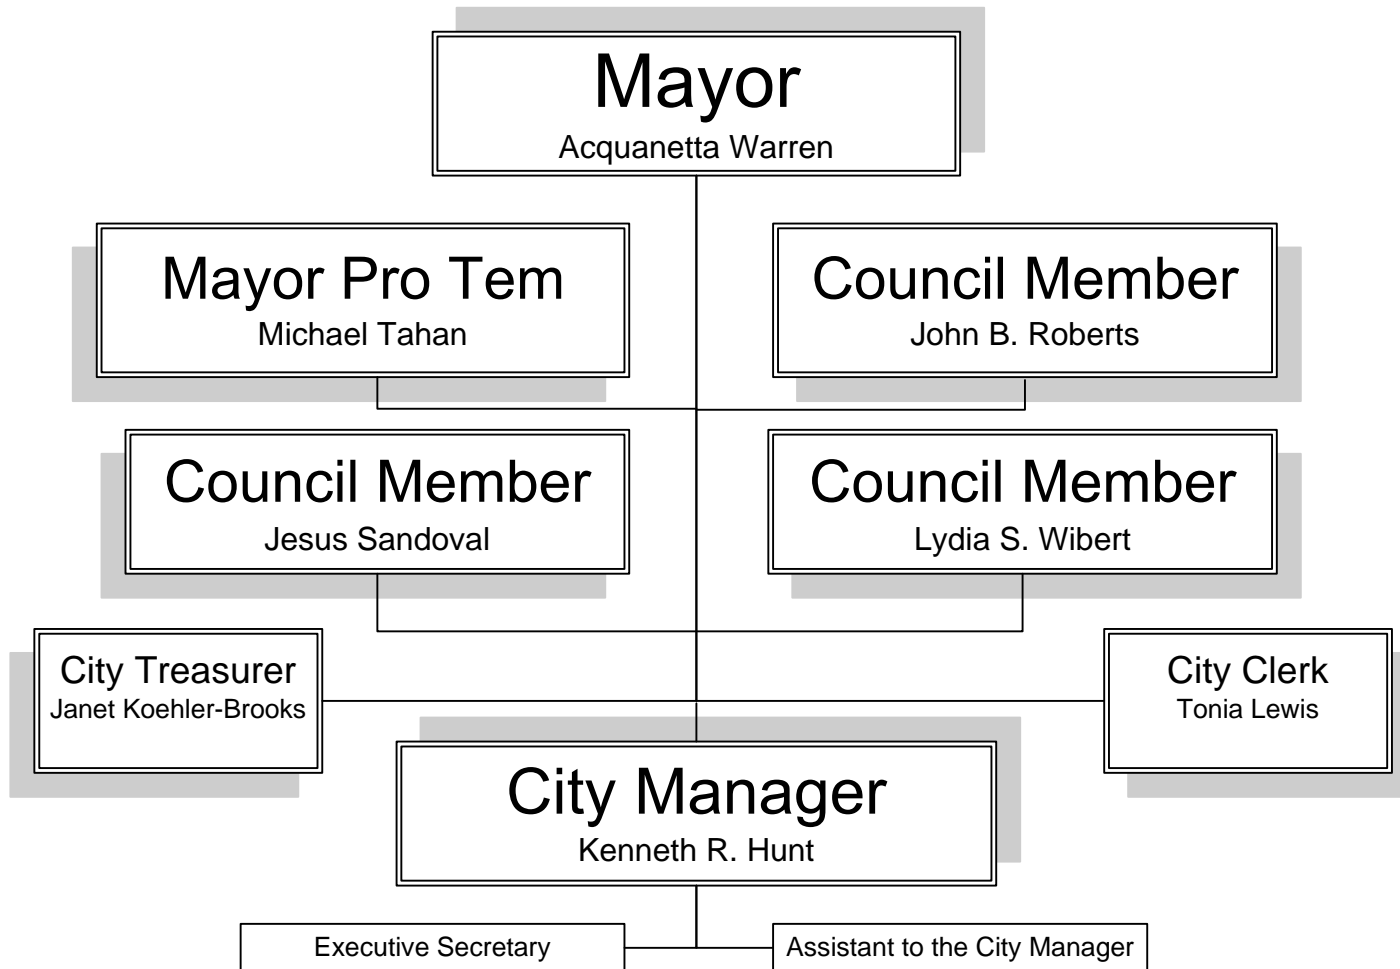 Mayor
Acquanetta Warren
Mayor Pro Tem
Michael Tahan
Council Member
John B. Roberts
Council Member
Jesus Sandoval
Council Member
Lydia S. Wibert
City Treasurer
Janet Koehler-Brooks
City Clerk
Tonia Lewis
City Manager
Kenneth R. Hunt
Executive Secretary
Assistant to the City Manager